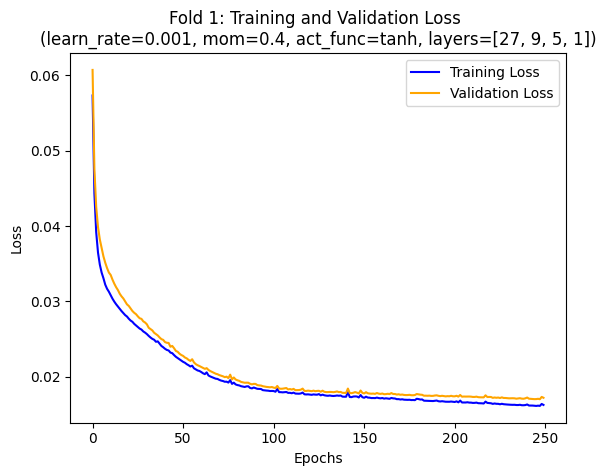 Fold 1: Training and Validation Loss
(learn_rate=0.001, mom=0.4, act_func=tanh, layers=[27, 9, 5, 1])
Training Loss
Validation Loss
0.06
0.05
0.04
0.03
0.02
Loss
0
50
100
150
200
250
Epochs